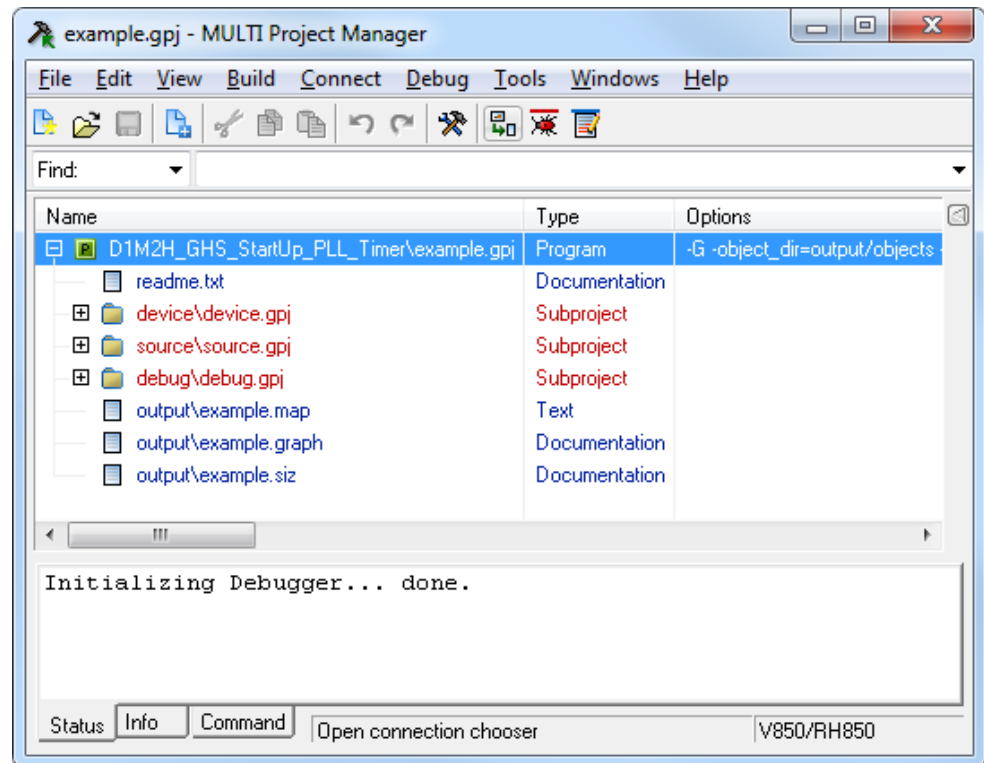 example.gpj - MULTI Project Manager
File Edit View Build Connect Debug Tools Windows Help
Find:
Name Type Options
D1M2H_GHS_StartUp_PLL_Timer\example.gpj Program -G -object_dir=output/objects -
readme.txt Documentation
device\device.gpj Subproject
source\source.gpj Subproject
debug\debug.gpj Subproject
output\example.map Text
output\example.graph Documentation
output\example.siz Documentation
Initializing Debugger... done.
Status Info Command Open connection chooser V850/RH850